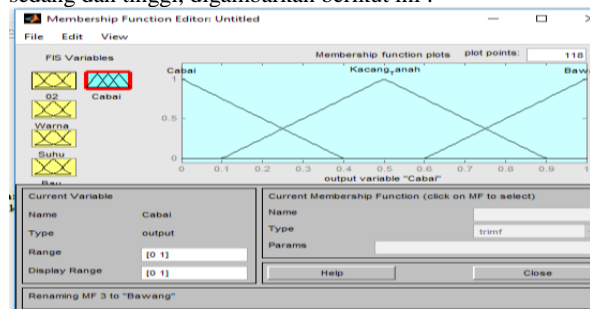 sedang dan tinggi, digambarkan berikut ini :
Membership Function Editor: Untitled
File Edit View
FIS Variables
Membership function plots plot points: 118
02
Cabai
Warna
Suhu
Bau
Cabai Kacang_Tanah Baw
1
0.5
0
0 0.1 0.2 0.3 0.4 0.5 0.6 0.7 0.8 0.9 1
output variable "Cabai"
Current Variable
Name Cabai
Type output
Range [0 1]
Display Range [0 1]
Current Membership Function (click on MF to select)
Name
Type trimf
Params
Help Close
Renaming MF 3 to "Bawang"